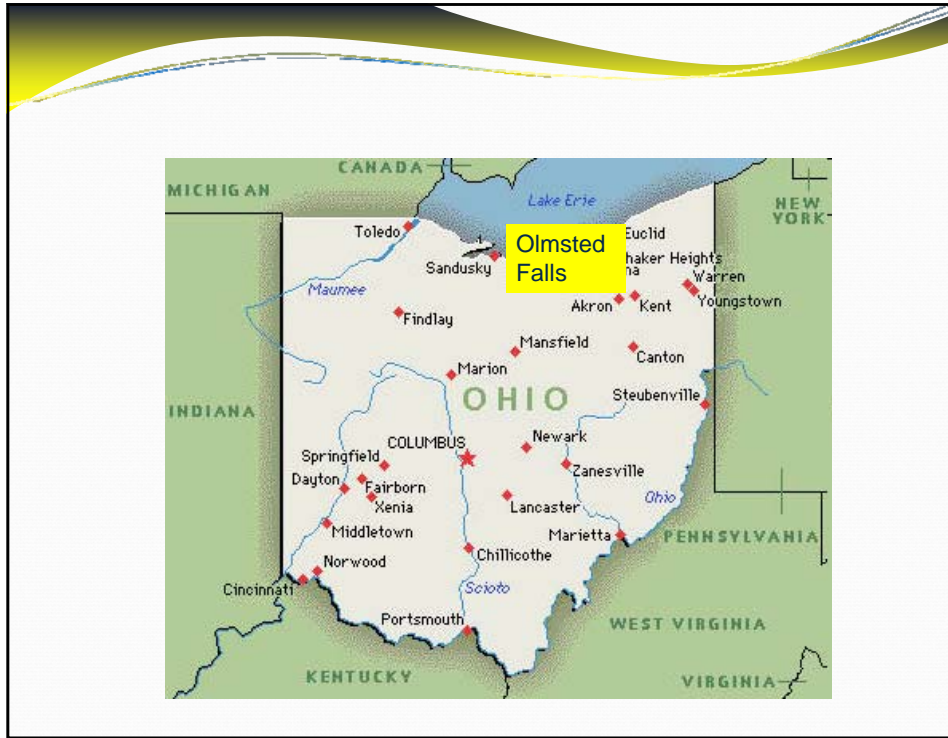 CANADA
MICHIGAN
Lake Erie
NEW
YORK
Toledo
Olmsted
Falls
Euclid
Sandusky
haker Heights
na
Warren
Maumee
Akron
Kent
Youngstown
Findlay
Mansfield
Canton
Marion
OHIO
Steubenville
INDIANA
COLUMBUS
Newark
Springfield
Zanesville
Dayton
Fairborn
Xenia
Lancaster
Ohio
Middletown
Marietta
PENNSYLVANIA
Chillicothe
Norwood
Cincinnati
Scioto
Portsmouth
WEST VIRGINIA
KENTUCKY
VIRGINIA